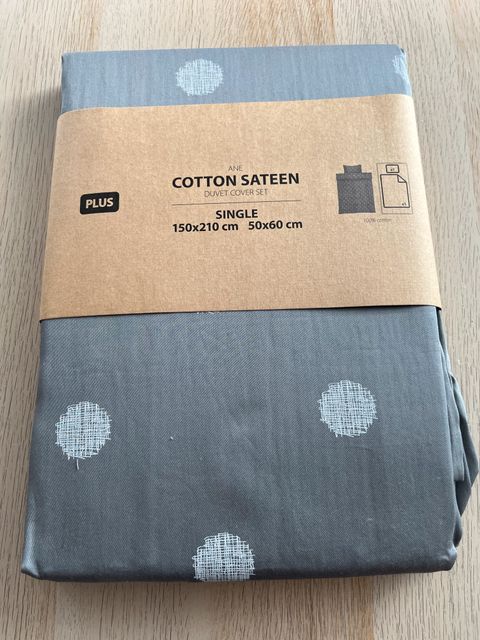 ANE
COTTON SATEEN
DUVET COVER SET
PLUS
SINGLE
150x210 cm 50x60 cm
100% cotton